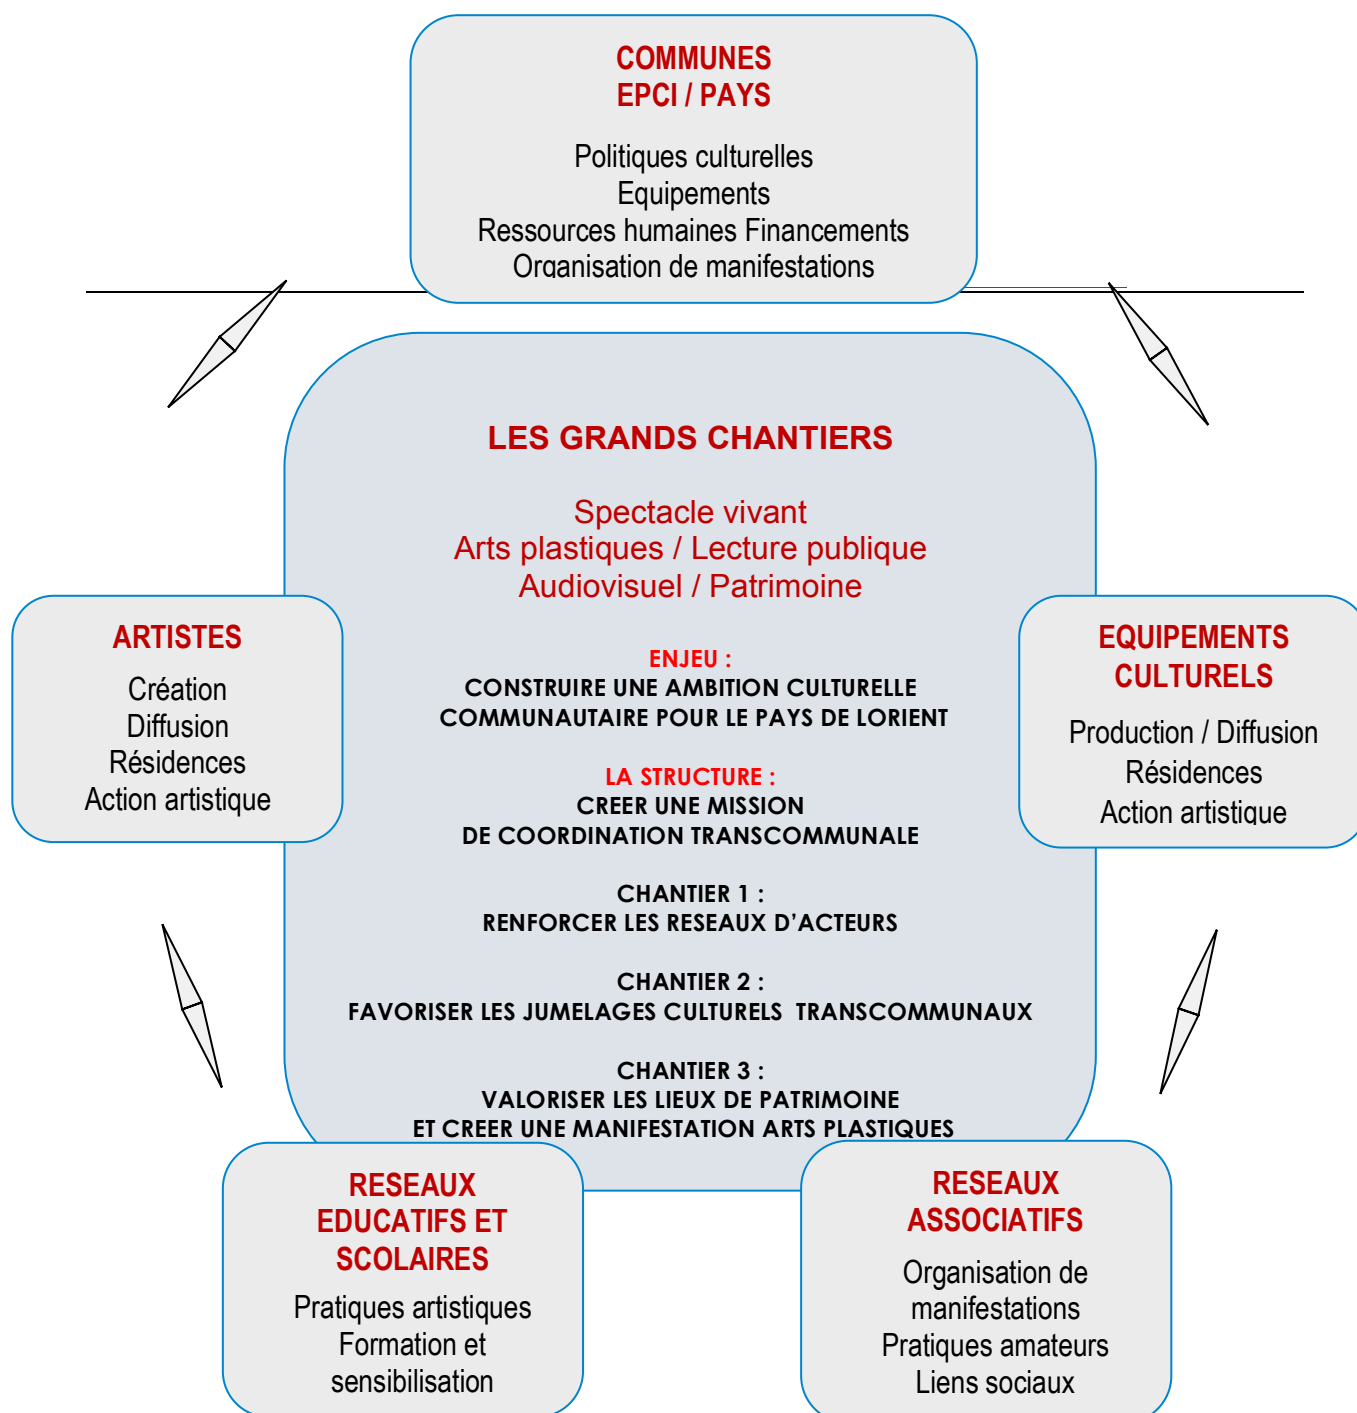 COMMUNES
EPCI / PAYS
Politiques culturelles
Equipements
Ressources humaines Financements
Organisation de manifestations
LES GRANDS CHANTIERS
Spectacle vivant
Arts plastiques / Lecture publique
Audiovisuel / Patrimoine
ENJEU :
CONSTRUIRE UNE AMBITION CULTURELLE
COMMUNAUTAIRE POUR LE PAYS DE LORIENT
LA STRUCTURE :
CREER UNE MISSION
DE COORDINATION TRANSCOMMUNALE
CHANTIER 1 :
RENFORCER LES RESEAUX D'ACTEURS
CHANTIER 2 :
FAVORISER LES JUMELAGES CULTURELS  TRANSCOMMUNAUX
CHANTIER 3 :
VALORISER LES LIEUX DE PATRIMOINE
ET CREER UNE MANIFESTATION ARTS PLASTIQUES
ARTISTES
Création
Diffusion
Résidences
Action artistique
EQUIPEMENTS
CULTURELS
Production / Diffusion
Résidences
Action artistique
RESEAUX
EDUCATIFS ET
SCOLAIRES
Pratiques artistiques
Formation et
sensibilisation
RESEAUX
ASSOCIATIFS
Organisation de
manifestations
Pratiques amateurs
Liens sociaux